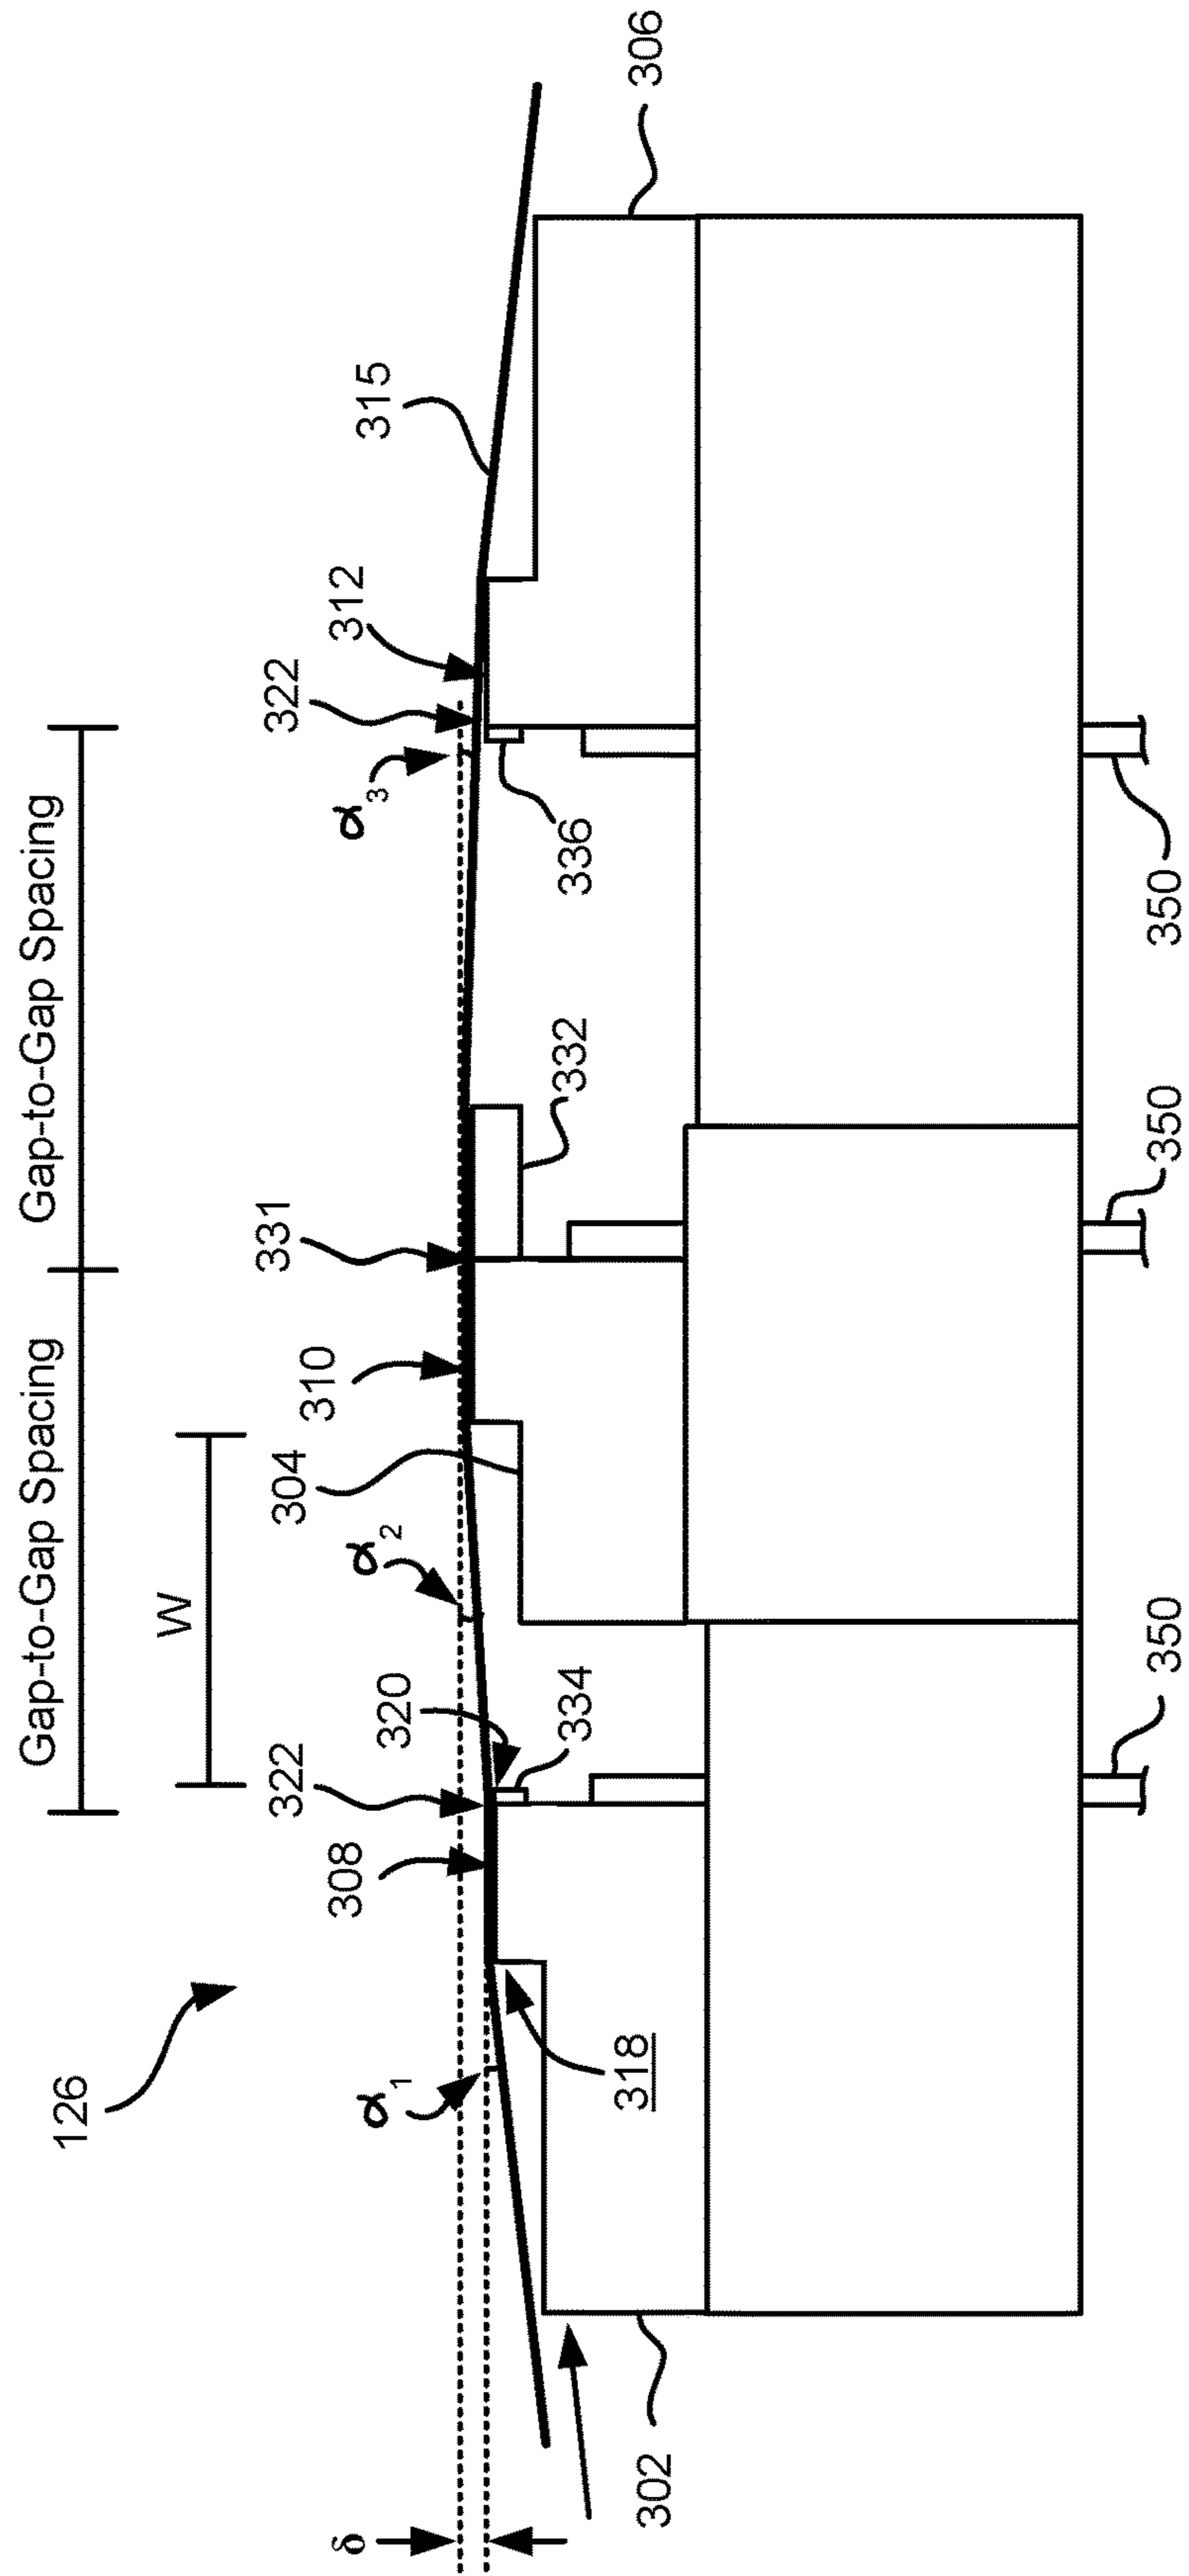 Gap-to-Gap Spacing
Gap-to-Gap Spacing
W
126
δ
α1
308
322
320
334
α2
304
310
331
332
α3
322
312
336
315
306
318
302
350
350
350